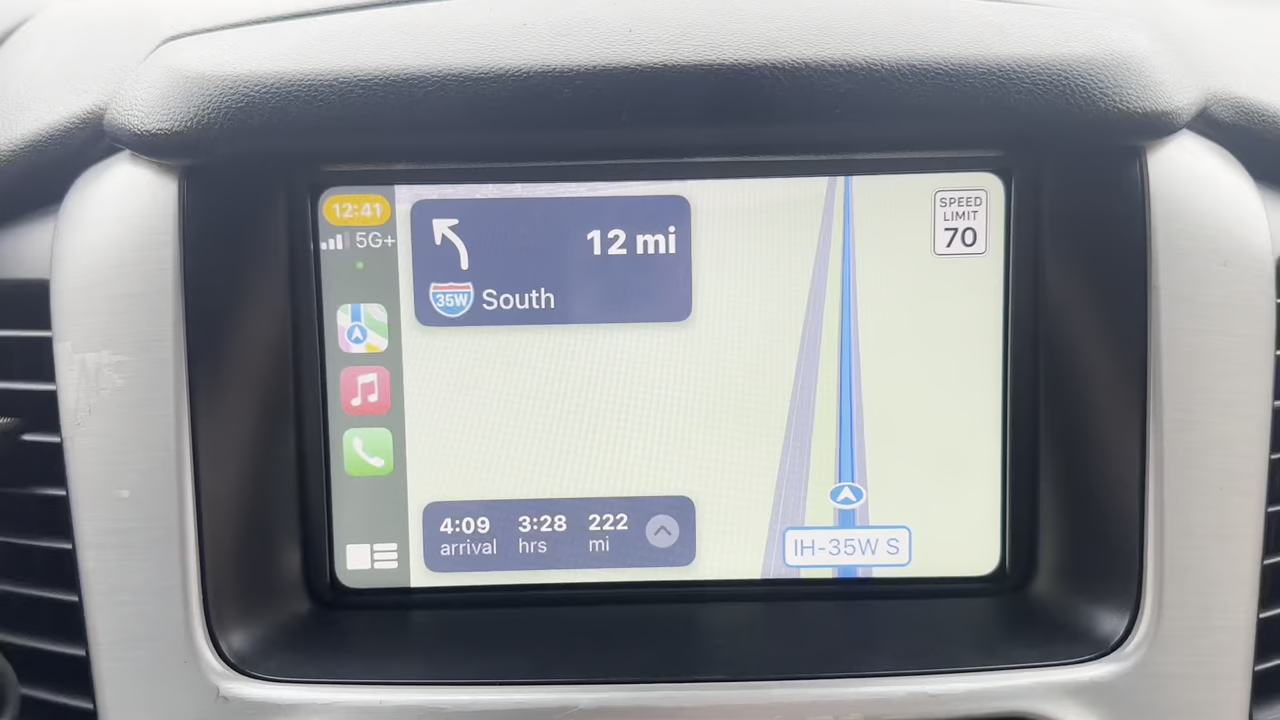 12:41
5G+
12 mi
35W South
SPEED
LIMIT
70
4:09 3:28 222
arrival hrs mi
IH-35W S